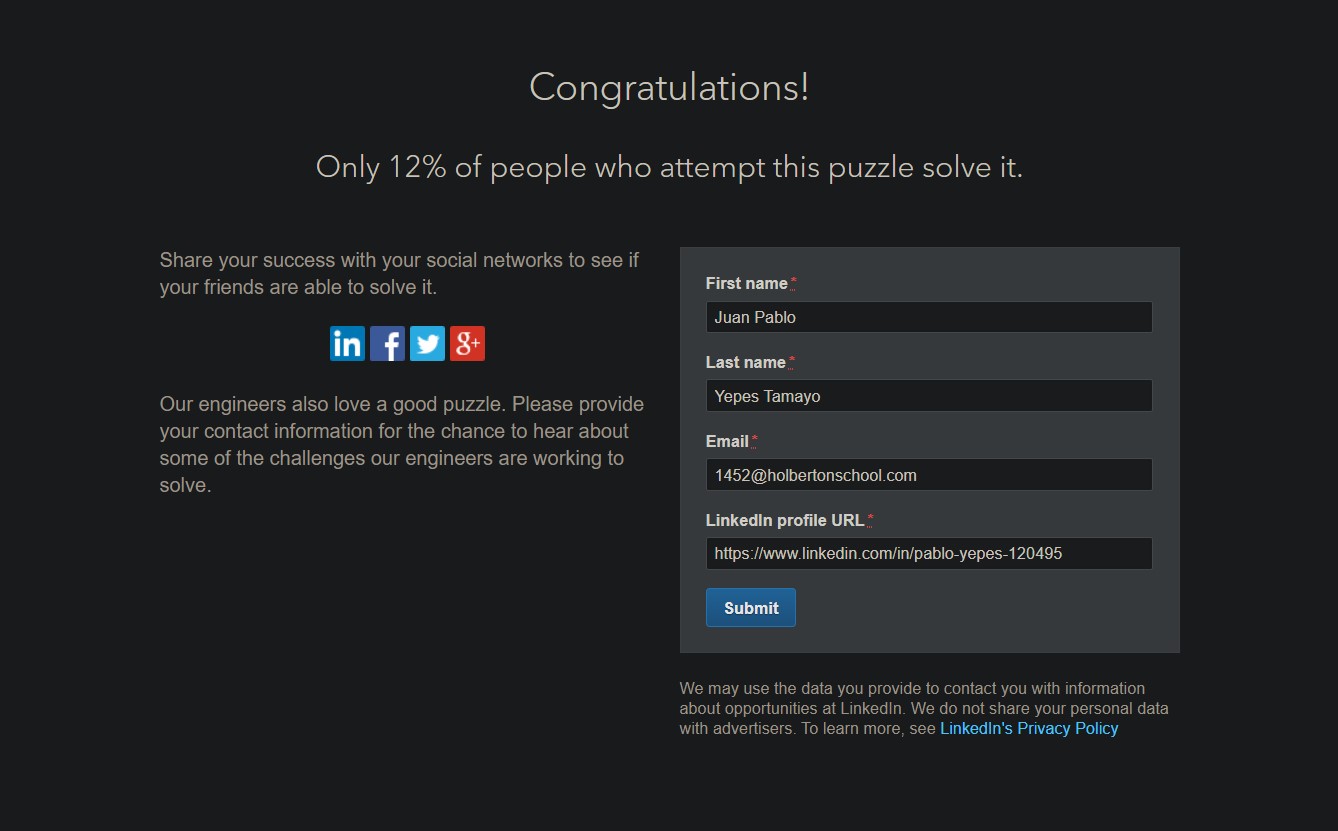 Congratulations!
Only 12% of people who attempt this puzzle solve it.
Share your success with your social networks to see if
your friends are able to solve it.
in f g+
Our engineers also love a good puzzle. Please provide
your contact information for the chance to hear about
some of the challenges our engineers are working to
solve.
First name*
Juan Pablo
Last name*
Yepes Tamayo
Email*
1452@holbertonschool.com
LinkedIn profile URL*
https://www.linkedin.com/in/pablo-yepes-120495
Submit
We may use the data you provide to contact you with information
about opportunities at LinkedIn. We do not share your personal data
with advertisers. To learn more, see LinkedIn's Privacy Policy